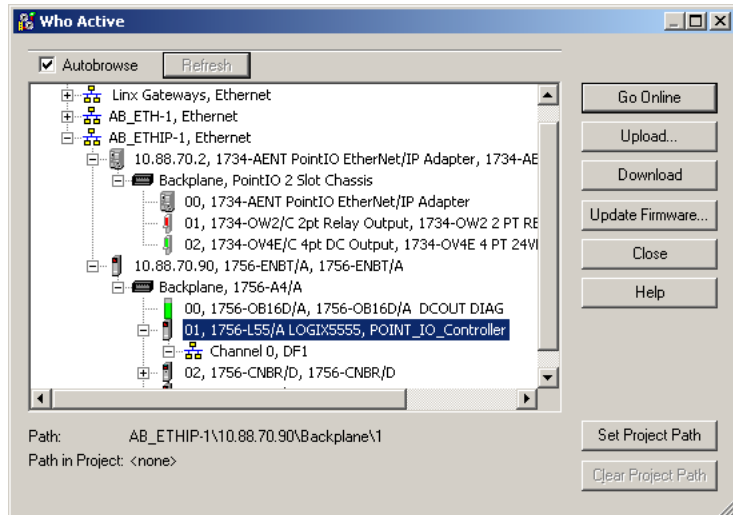 Who Active
Autobrowse Refresh
Linx Gateways, Ethernet
AB_ETH-1, Ethernet
AB_ETHIP-1, Ethernet
10.88.70.2, 1734-AENT PointIO EtherNet/IP Adapter, 1734-AE
Backplane, PointIO 2 Slot Chassis
00, 1734-AENT PointIO EtherNet/IP Adapter
01, 1734-OW2/C 2pt Relay Output, 1734-OW2 2 PT RE
02, 1734-OV4E/C 4pt DC Output, 1734-OV4E 4 PT 24V
10.88.70.90, 1756-ENBT/A, 1756-ENBT/A
Backplane, 1756-A4/A
00, 1756-OB16D/A, 1756-OB16D/A DCOUT DIAG
01, 1756-L55/A LOGIX5555, POINT_IO_Controller
Channel 0, DF1
02, 1756-CNBR/D, 1756-CNBR/D
Go Online
Upload...
Download
Update Firmware...
Close
Help
Path: AB_ETHIP-1\10.88.70.90\Backplane\1
Path in Project: <none>
Set Project Path
Clear Project Path